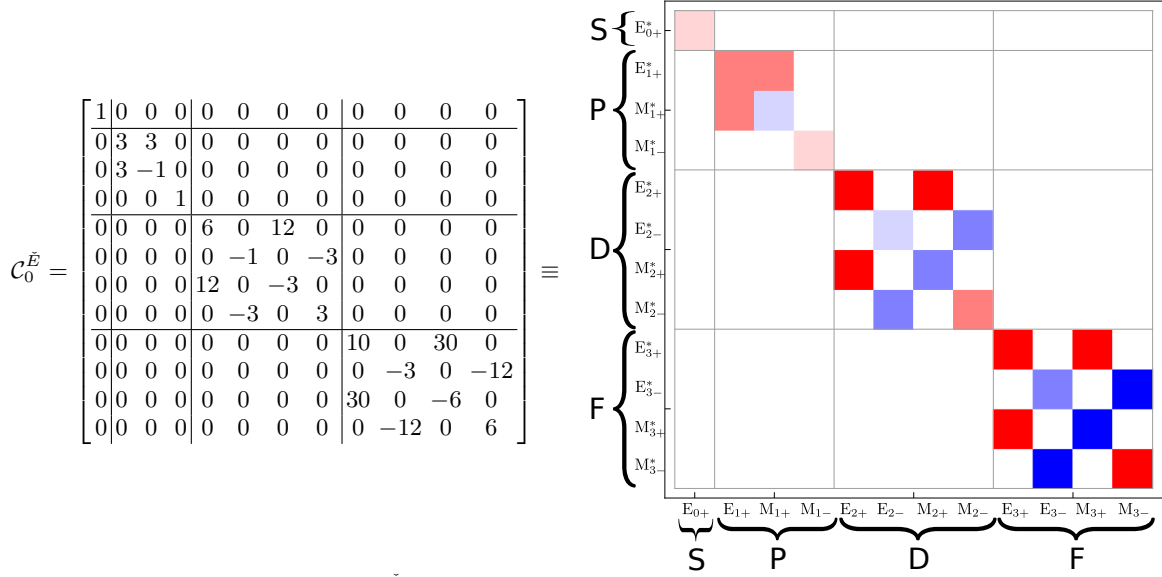 𝒞₀^Ě = [matrix] ≡
1 0 0 0 0 0 0 0 0 0 0 0
0 3 3 0 0 0 0 0 0 0 0 0
0 3 −1 0 0 0 0 0 0 0 0 0
0 0 0 1 0 0 0 0 0 0 0 0
0 0 0 0 6 0 12 0 0 0 0 0
0 0 0 0 0 −1 0 −3 0 0 0 0
0 0 0 0 12 0 −3 0 0 0 0 0
0 0 0 0 0 −3 0 3 0 0 0 0
0 0 0 0 0 0 0 0 10 0 30 0
0 0 0 0 0 0 0 0 0 −3 0 −12
0 0 0 0 0 0 0 0 30 0 −6 0
0 0 0 0 0 0 0 0 0 −12 0 6
S { E*₀₊
P { E*₁₊
M*₁₊
M*₁₋
D { E*₂₊
E*₂₋
M*₂₊
M*₂₋
F { E*₃₊
E*₃₋
M*₃₊
M*₃₋
E₀₊ E₁₊ M₁₊ M₁₋ E₂₊ E₂₋ M₂₊ M₂₋ E₃₊ E₃₋ M₃₊ M₃₋
S P D F